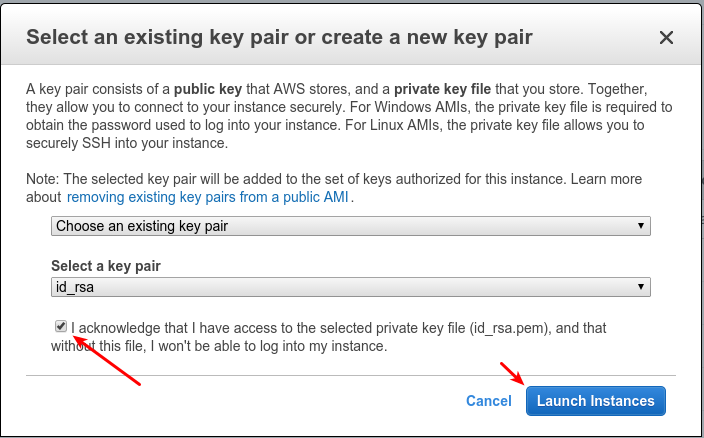 Select an existing key pair or create a new key pair
A key pair consists of a public key that AWS stores, and a private key file that you store. Together,
they allow you to connect to your instance securely. For Windows AMIs, the private key file is required to
obtain the password used to log into your instance. For Linux AMIs, the private key file allows you to
securely SSH into your instance.
Note: The selected key pair will be added to the set of keys authorized for this instance. Learn more
about removing existing key pairs from a public AMI .
Choose an existing key pair
Select a key pair
id_rsa
I acknowledge that I have access to the selected private key file (id_rsa.pem), and that
without this file, I won't be able to log into my instance.
Cancel Launch Instances